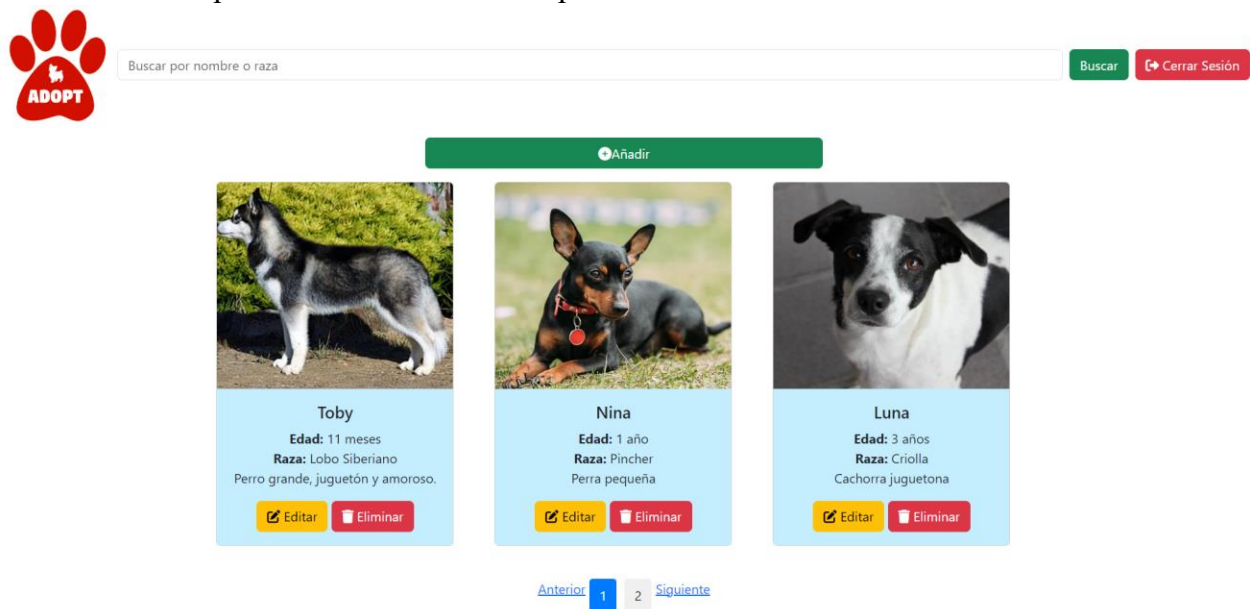 ADOPT
Buscar por nombre o raza
Buscar
Cerrar Sesión
Añadir
Toby
Edad: 11 meses
Raza: Lobo Siberiano
Perro grande, juguetón y amoroso.
Editar
Eliminar
Nina
Edad: 1 año
Raza: Pincher
Perra pequeña
Editar
Eliminar
Luna
Edad: 3 años
Raza: Criolla
Cachorra juguetona
Editar
Eliminar
Anterior 1 2 Siguiente